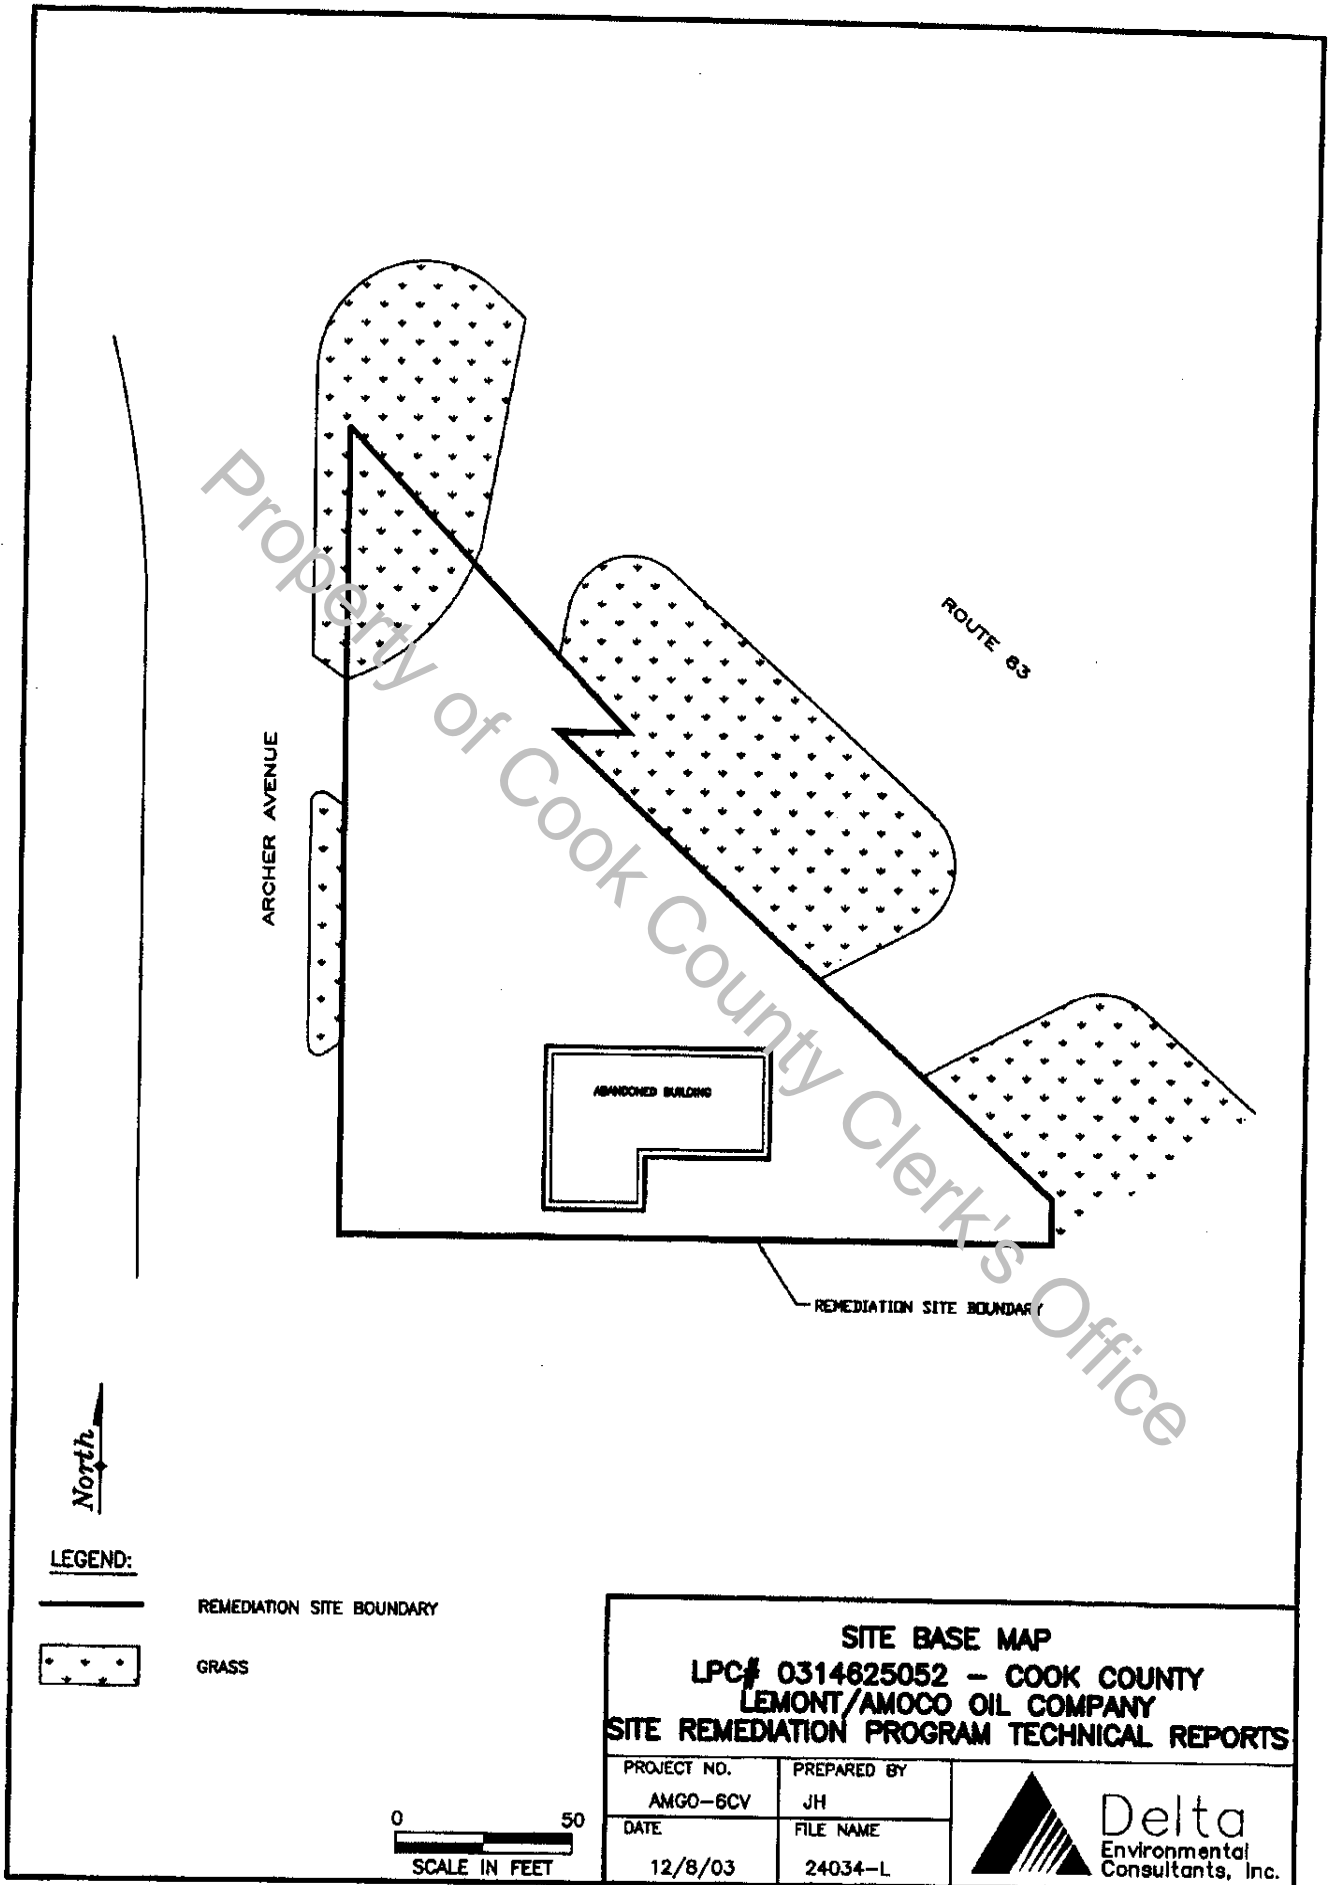 ROUTE 83
ARCHER AVENUE
Property of Cook County Clerk's Office
ABANDONED BUILDING
REMEDIATION SITE BOUNDARY
North
LEGEND:
REMEDIATION SITE BOUNDARY
GRASS
0 50
SCALE IN FEET
SITE BASE MAP
LPC# 0314625052 - COOK COUNTY
LEMONT/AMOCO OIL COMPANY
SITE REMEDIATION PROGRAM TECHNICAL REPORTS
PROJECT NO.
AMGO-6CV
PREPARED BY
JH
DATE
12/8/03
FILE NAME
24034-L
Delta
Environmental
Consultants, Inc.